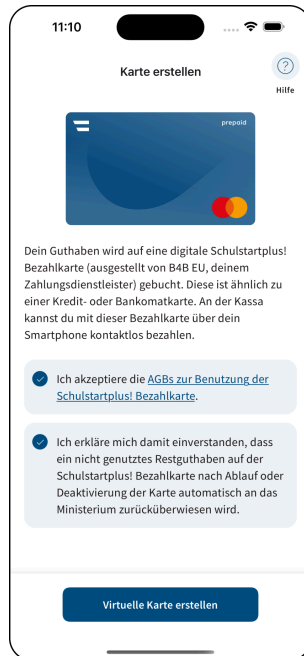 11:10
Karte erstellen
Hilfe
prepaid
Dein Guthaben wird auf eine digitale Schulstartplus!
Bezahlkarte (ausgestellt von B4B EU, deinem
Zahlungsdienstleister) gebucht. Diese ist ähnlich zu
einer Kredit- oder Bankomatkarte. An der Kassa
kannst du mit dieser Bezahlkarte über dein
Smartphone kontaktlos bezahlen.
Ich akzeptiere die AGBs zur Benutzung der
Schulstartplus! Bezahlkarte.
Ich erkläre mich damit einverstanden, dass
ein nicht genutztes Restguthaben auf der
Schulstartplus! Bezahlkarte nach Ablauf oder
Deaktivierung der Karte automatisch an das
Ministerium zurücküberwiesen wird.
Virtuelle Karte erstellen